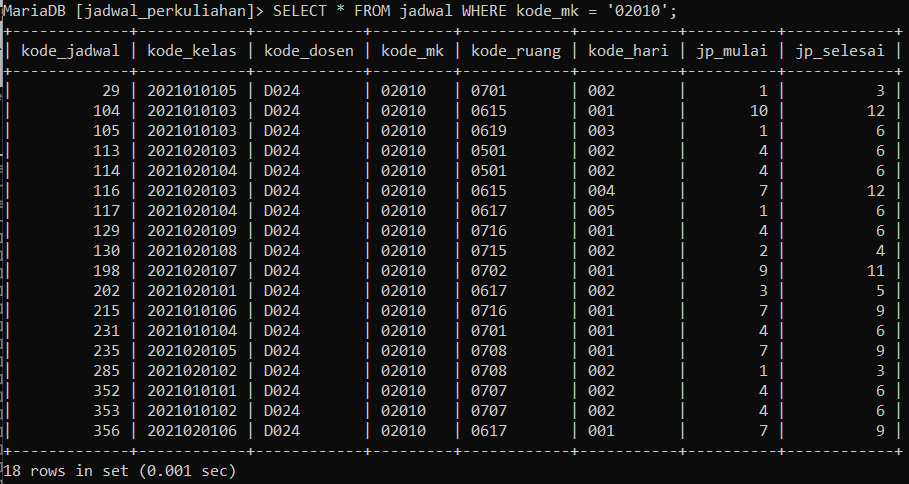 MariaDB [jadwal_perkuliahan]> SELECT * FROM jadwal WHERE kode_mk = '02010';
+-------------+------------+------------+---------+------------+-----------+----------+------------+
| kode_jadwal | kode_kelas | kode_dosen | kode_mk | kode_ruang | kode_hari | jp_mulai | jp_selesai |
+-------------+------------+------------+---------+------------+-----------+----------+------------+
| 29 | 2021010105 | D024 | 02010 | 0701 | 002 | 1 | 3 |
| 104 | 2021010103 | D024 | 02010 | 0615 | 001 | 10 | 12 |
| 105 | 2021010103 | D024 | 02010 | 0619 | 003 | 1 | 6 |
| 113 | 2021020103 | D024 | 02010 | 0501 | 002 | 4 | 6 |
| 114 | 2021020104 | D024 | 02010 | 0501 | 002 | 4 | 6 |
| 116 | 2021020103 | D024 | 02010 | 0615 | 004 | 7 | 12 |
| 117 | 2021020104 | D024 | 02010 | 0617 | 005 | 1 | 6 |
| 129 | 2021020109 | D024 | 02010 | 0716 | 001 | 4 | 6 |
| 130 | 2021020108 | D024 | 02010 | 0715 | 002 | 2 | 4 |
| 198 | 2021020107 | D024 | 02010 | 0702 | 001 | 9 | 11 |
| 202 | 2021020101 | D024 | 02010 | 0617 | 002 | 3 | 5 |
| 215 | 2021010106 | D024 | 02010 | 0716 | 001 | 7 | 9 |
| 231 | 2021010104 | D024 | 02010 | 0701 | 001 | 4 | 6 |
| 235 | 2021020105 | D024 | 02010 | 0708 | 001 | 7 | 9 |
| 285 | 2021020102 | D024 | 02010 | 0708 | 002 | 1 | 3 |
| 352 | 2021010101 | D024 | 02010 | 0707 | 002 | 4 | 6 |
| 353 | 2021010102 | D024 | 02010 | 0707 | 002 | 4 | 6 |
| 356 | 2021020106 | D024 | 02010 | 0617 | 001 | 7 | 9 |
+-------------+------------+------------+---------+------------+-----------+----------+------------+
18 rows in set (0.001 sec)